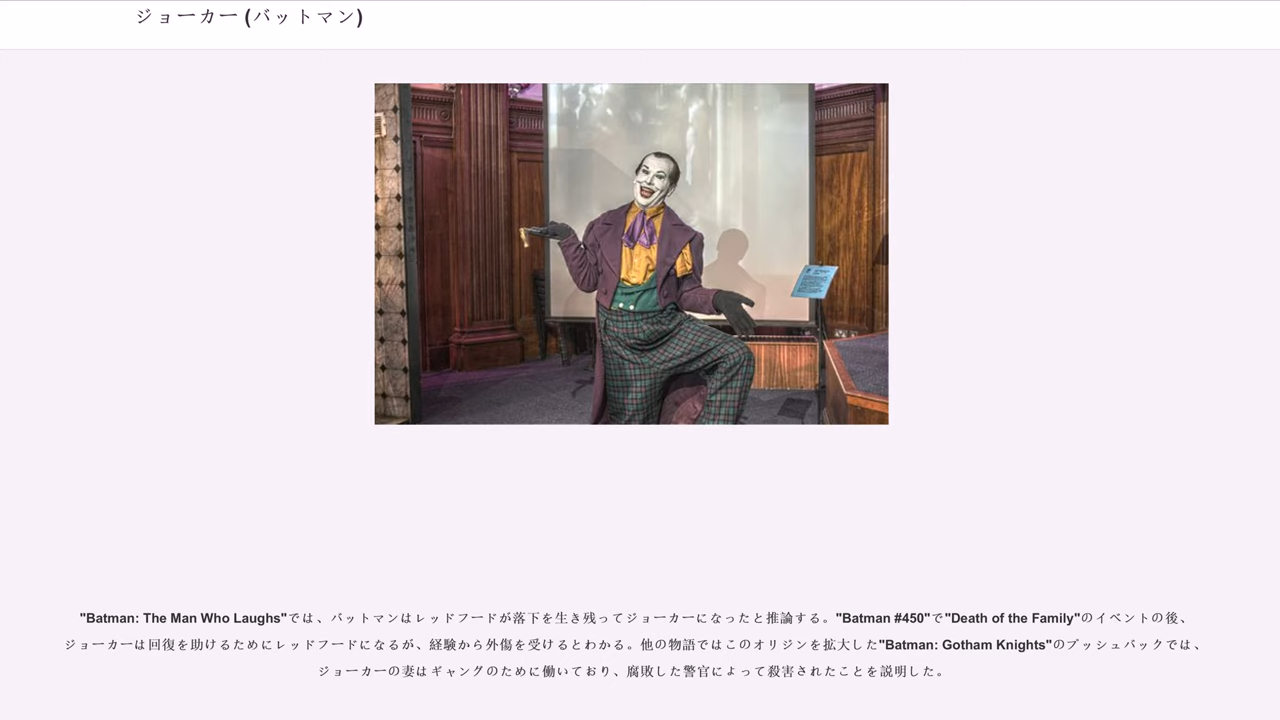 ジョーカー (バットマン)
"Batman: The Man Who Laughs"では、バットマンはレッドフードが落下を生き残ってジョーカーになったと推論する。"Batman #450"で"Death of the Family"のイベントの後、
ジョーカーは回復を助けるためにレッドフードになるが、経験から外傷を受けるとわかる。他の物語ではこのオリジンを拡大した"Batman: Gotham Knights"のプッシュバックでは、
ジョーカーの妻はギャングのために働いており、腐敗した警官によって殺害されたことを説明した。